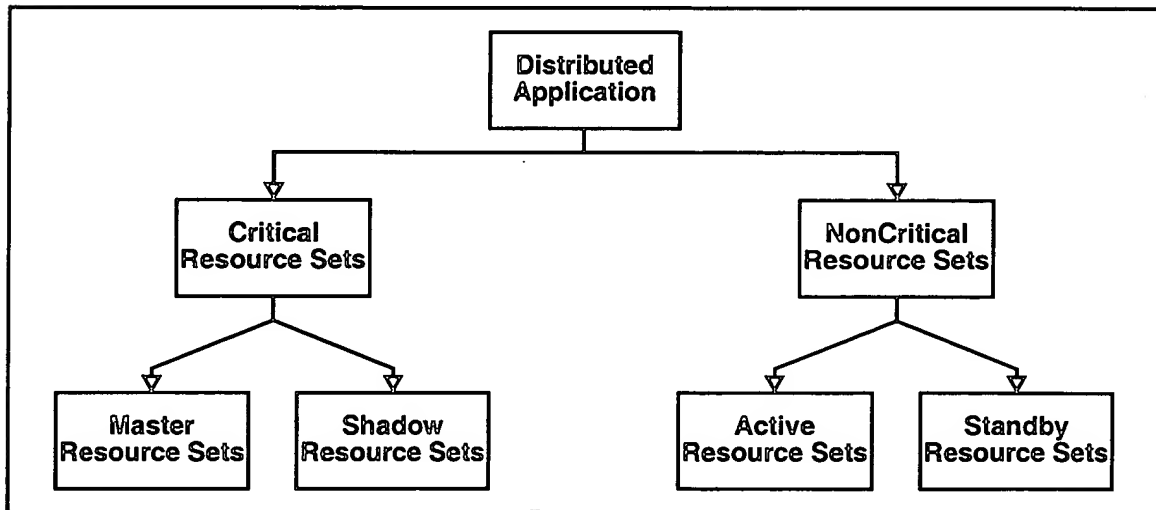 Distributed
Application
Critical
Resource Sets
NonCritical
Resource Sets
Master
Resource Sets
Shadow
Resource Sets
Active
Resource Sets
Standby
Resource Sets